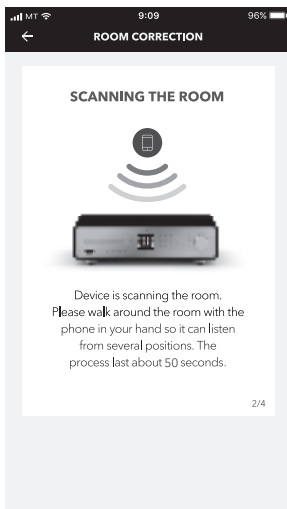 MT 9:09 96%
ROOM CORRECTION
SCANNING THE ROOM
Device is scanning the room.
Please walk around the room with the
phone in your hand so it can listen
from several positions. The
process last about 50 seconds.
2/4